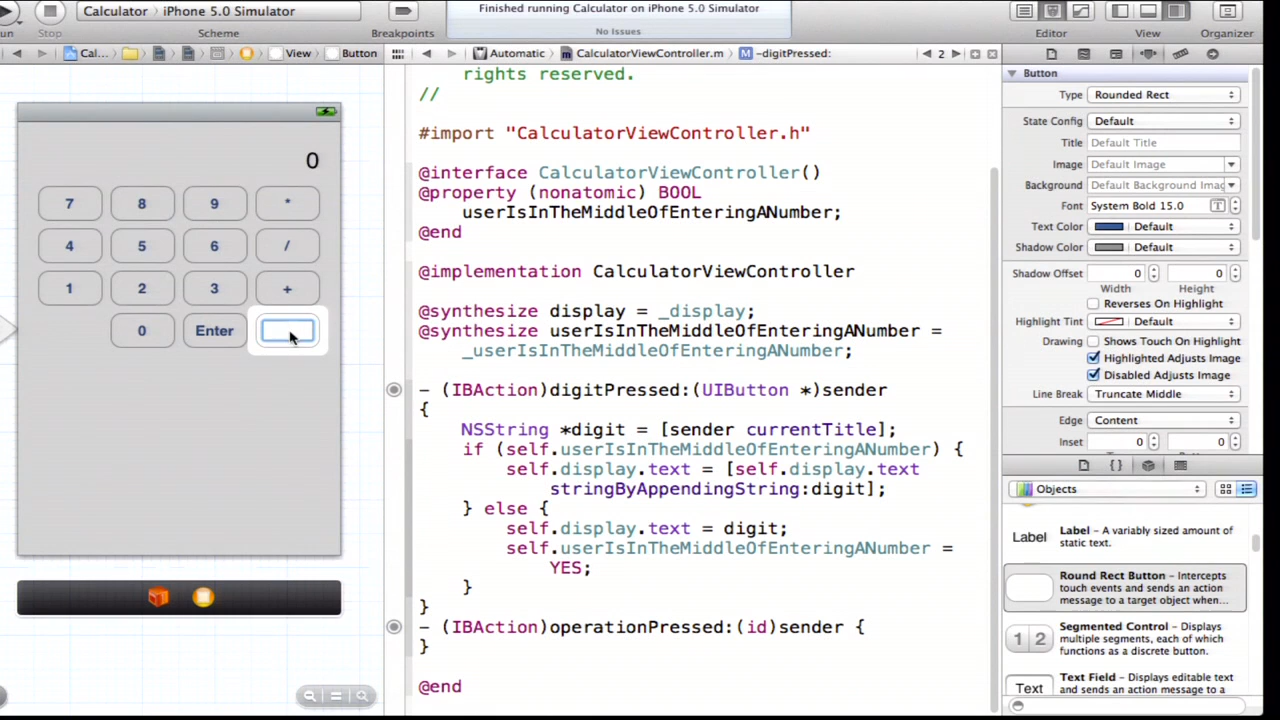 Calculator iPhone 5.0 Simulator
Finished running Calculator on iPhone 5.0 Simulator
No Issues
un Stop Scheme Breakpoints Editor View Organizer
Cal... View Button
Automatic CalculatorViewController.m M -digitPressed: 2
0
7 8 9 *
4 5 6 /
1 2 3 +
0 Enter
rights reserved.
//
#import "CalculatorViewController.h"
@interface CalculatorViewController()
@property (nonatomic) BOOL
userIsInTheMiddleOfEnteringANumber;
@end
@implementation CalculatorViewController
@synthesize display = _display;
@synthesize userIsInTheMiddleOfEnteringANumber =
_userIsInTheMiddleOfEnteringANumber;
- (IBAction)digitPressed:(UIButton *)sender
{
NSString *digit = [sender currentTitle];
if (self.userIsInTheMiddleOfEnteringANumber) {
self.display.text = [self.display.text
stringByAppendingString:digit];
} else {
self.display.text = digit;
self.userIsInTheMiddleOfEnteringANumber =
YES;
}
}
- (IBAction)operationPressed:(id)sender {
}
@end
Button
Type Rounded Rect
State Config Default
Title Default Title
Image Default Image
Background Default Background Imag
Font System Bold 15.0 T
Text Color Default
Shadow Color Default
Shadow Offset 0 0
Width Height
Reverses On Highlight
Highlight Tint Default
Drawing Shows Touch On Highlight
Highlighted Adjusts Image
Disabled Adjusts Image
Line Break Truncate Middle
Edge Content
Inset 0 0
{}
Objects
Label Label – A variably sized amount of
static text.
Round Rect Button – Intercepts
touch events and sends an action
message to a target object when...
1 2 Segmented Control – Displays
multiple segments, each of which
functions as a discrete button.
Text Text Field – Displays editable text
and sends an action message to a